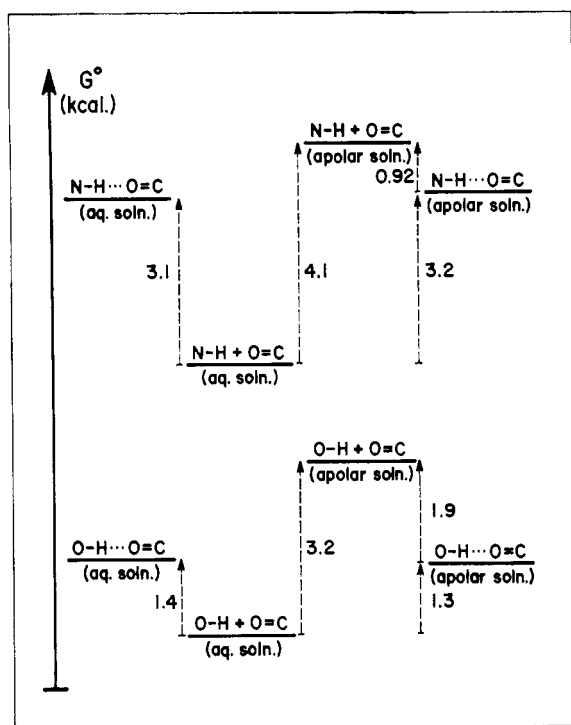 G°
(kcal.)
N-H + O=C
(apolar soln.)
0.92
N-H···O=C
(aq. soln.)
N-H···O=C
(apolar soln.)
3.1
4.1
3.2
N-H + O=C
(aq. soln.)
O-H + O=C
(apolar soln.)
1.9
O-H···O=C
(aq. soln.)
3.2
O-H···O=C
(apolar soln.)
1.4
1.3
O-H + O=C
(aq. soln.)